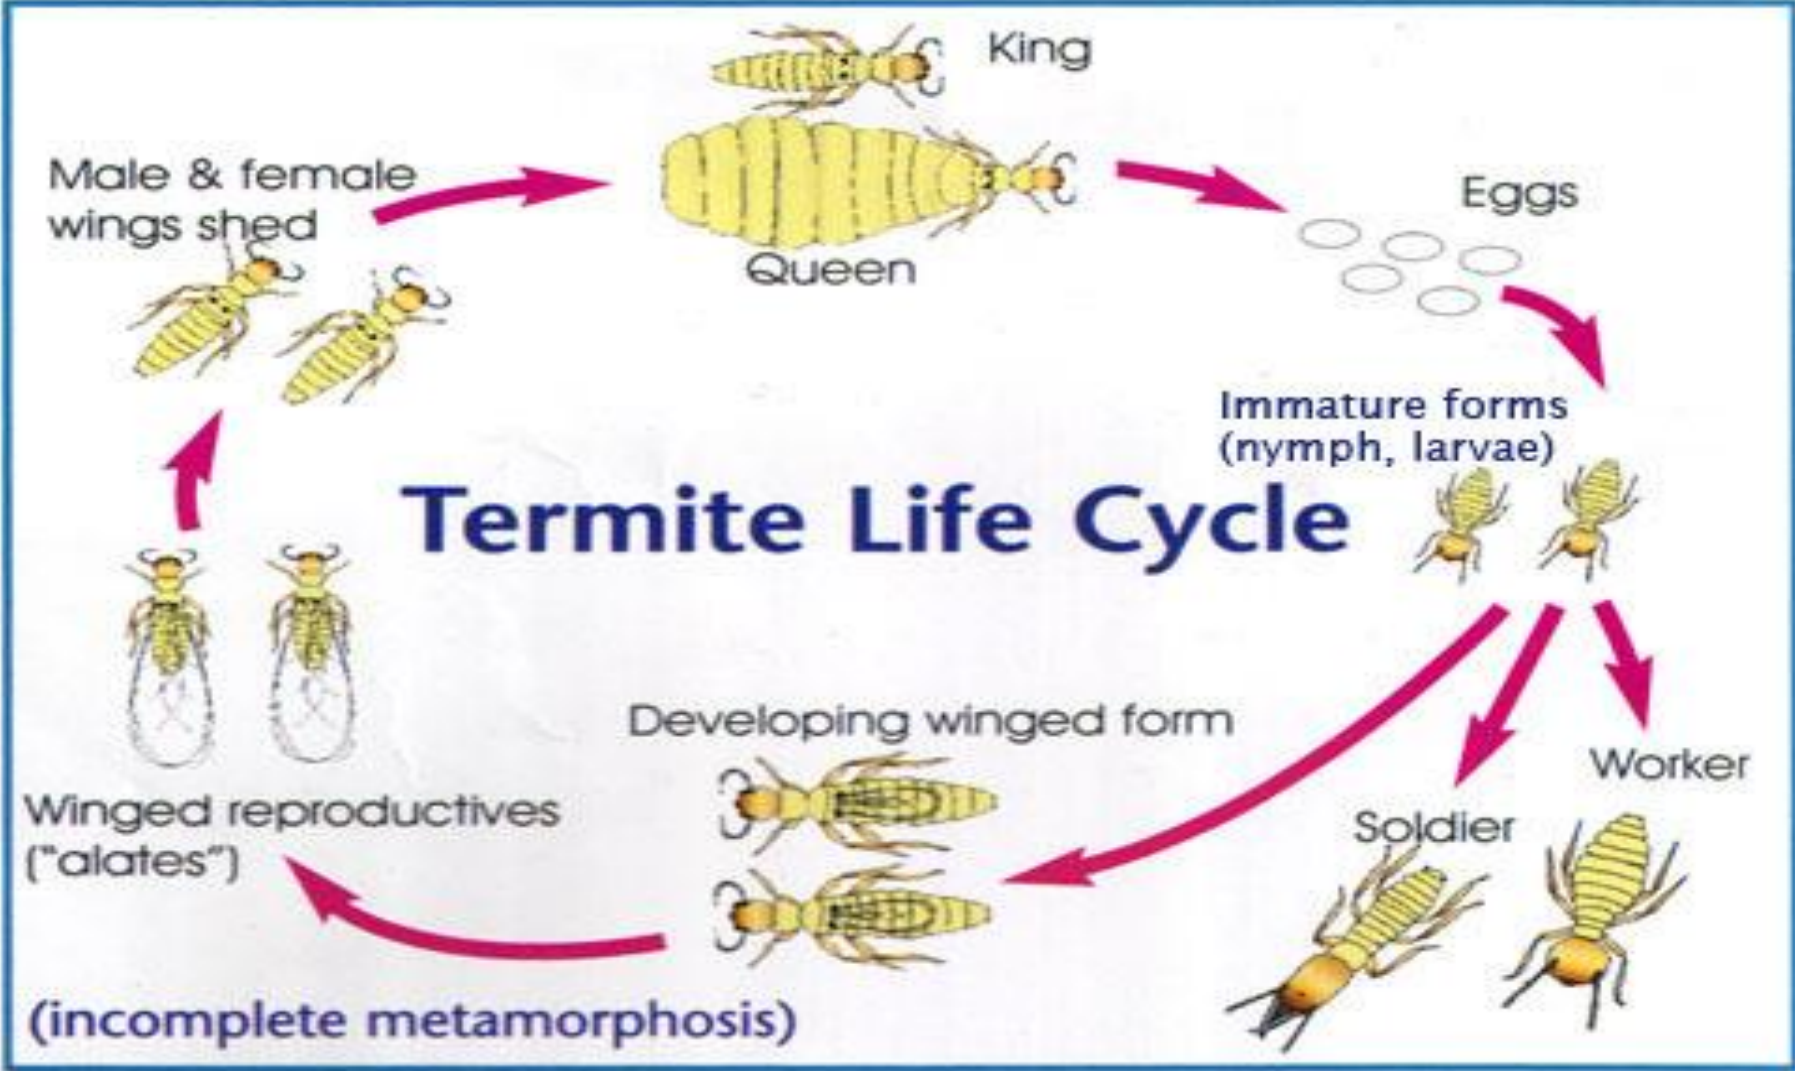 King
Male & female
wings shed
Eggs
Queen
Immature forms
(nymph, larvae)
Termite Life Cycle
Developing winged form
Worker
Winged reproductives
("alates")
Soldier
(incomplete metamorphosis)